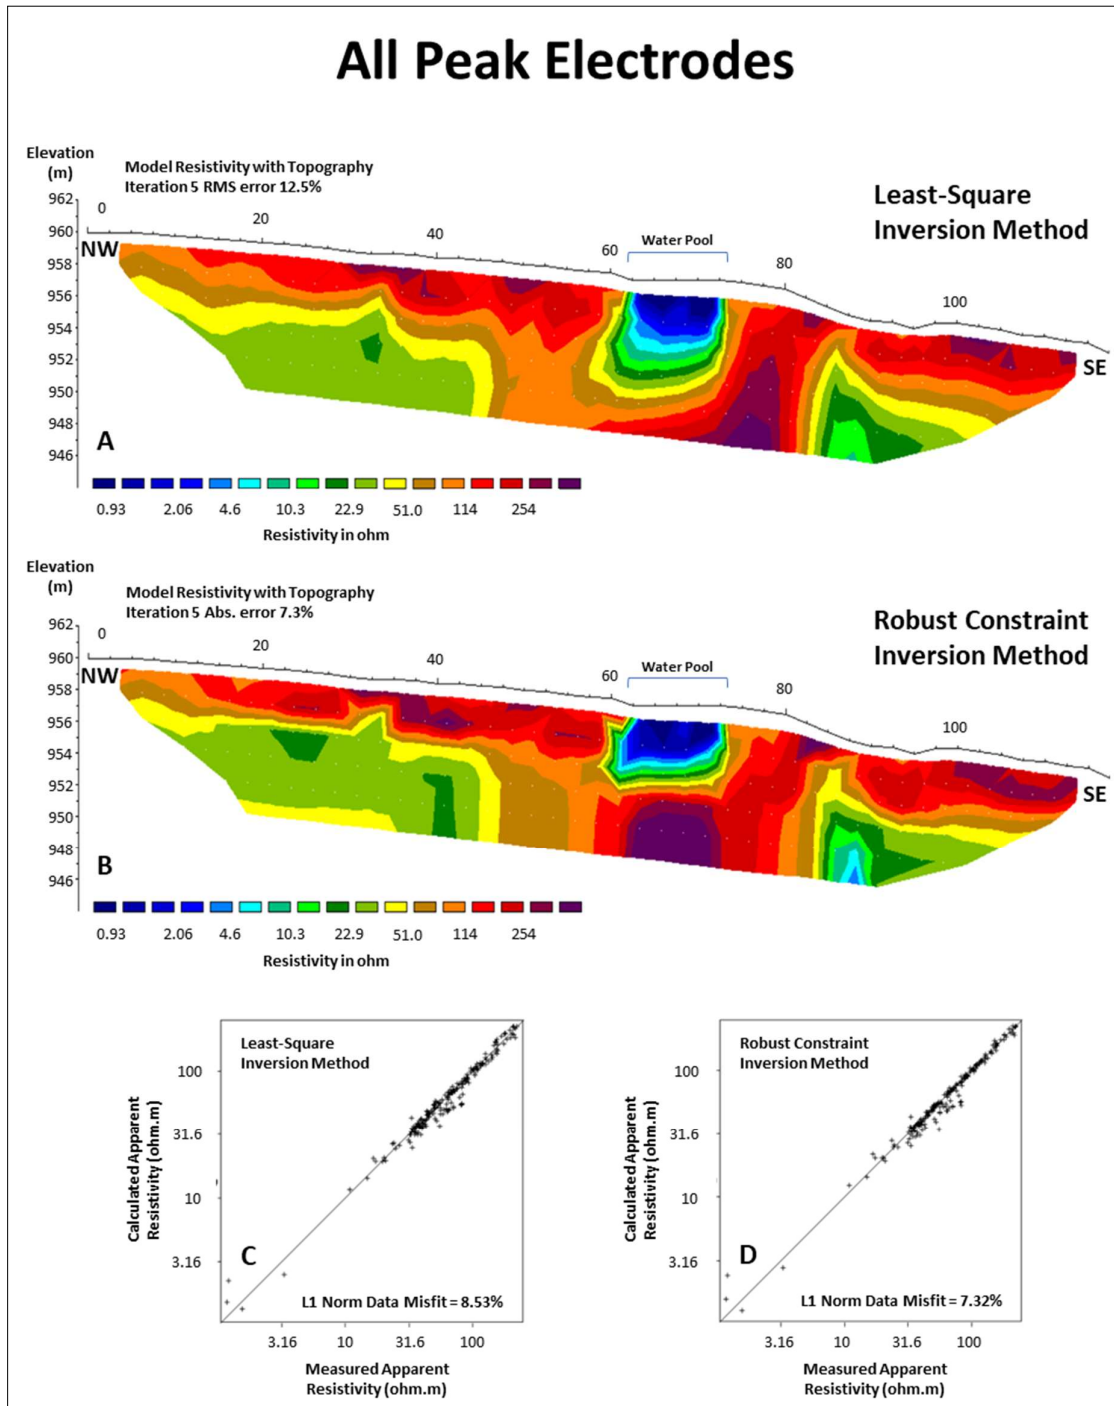 All Peak Electrodes
Elevation
(m)
Model Resistivity with Topography
Iteration 5 RMS error 12.5%
Least-Square
Inversion Method
962
960
958
956
954
952
950
948
946
0
20
40
60
80
100
Water Pool
NW
SE
A
0.93 2.06 4.6 10.3 22.9 51.0 114 254
Resistivity in ohm
Elevation
(m)
Model Resistivity with Topography
Iteration 5 Abs. error 7.3%
Robust Constraint
Inversion Method
962
960
958
956
954
952
950
948
946
0
20
40
60
80
100
Water Pool
NW
SE
B
0.93 2.06 4.6 10.3 22.9 51.0 114 254
Resistivity in ohm
Least-Square
Inversion Method
Calculated Apparent
Resistivity (ohm.m)
100
31.6
10
3.16
C
L1 Norm Data Misfit = 8.53%
3.16 10 31.6 100
Measured Apparent
Resistivity (ohm.m)
Robust Constraint
Inversion Method
Calculated Apparent
Resistivity (ohm.m)
100
31.6
10
3.16
D
L1 Norm Data Misfit = 7.32%
3.16 10 31.6 100
Measured Apparent
Resistivity (ohm.m)